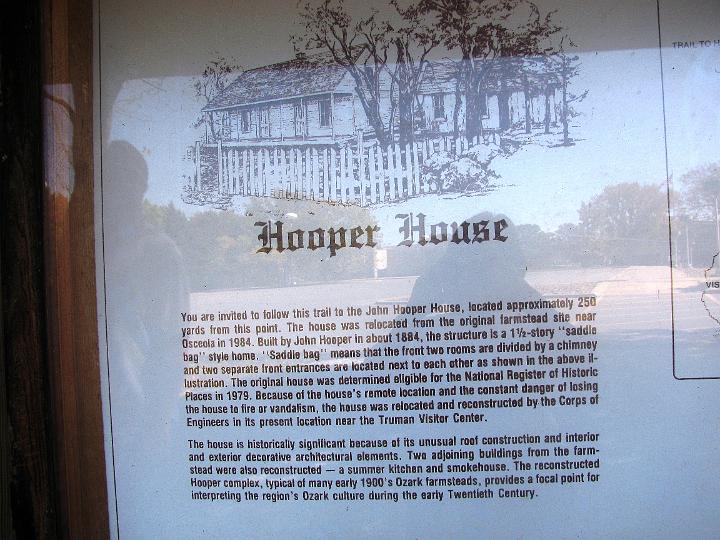 TRAIL TO H
Hooper House
You are invited to follow this trail to the John Hooper House, located approximately 250
yards from this point. The house was relocated from the original farmstead site near
Osceola in 1984. Built by John Hooper in about 1884, the structure is a 1½-story "saddle
bag" style home. "Saddle bag" means that the front two rooms are divided by a chimney
and two separate front entrances are located next to each other as shown in the above il-
lustration. The original house was determined eligible for the National Register of Historic
Places in 1979. Because of the house's remote location and the constant danger of losing
the house to fire or vandalism, the house was relocated and reconstructed by the Corps of
Engineers in its present location near the Truman Visitor Center.
The house is historically significant because of its unusual roof construction and interior
and exterior decorative architectural elements. Two adjoining buildings from the farm-
stead were also reconstructed — a summer kitchen and smokehouse. The reconstructed
Hooper complex, typical of many early 1900's Ozark farmsteads, provides a focal point for
interpreting the region's Ozark culture during the early Twentieth Century.
VIS